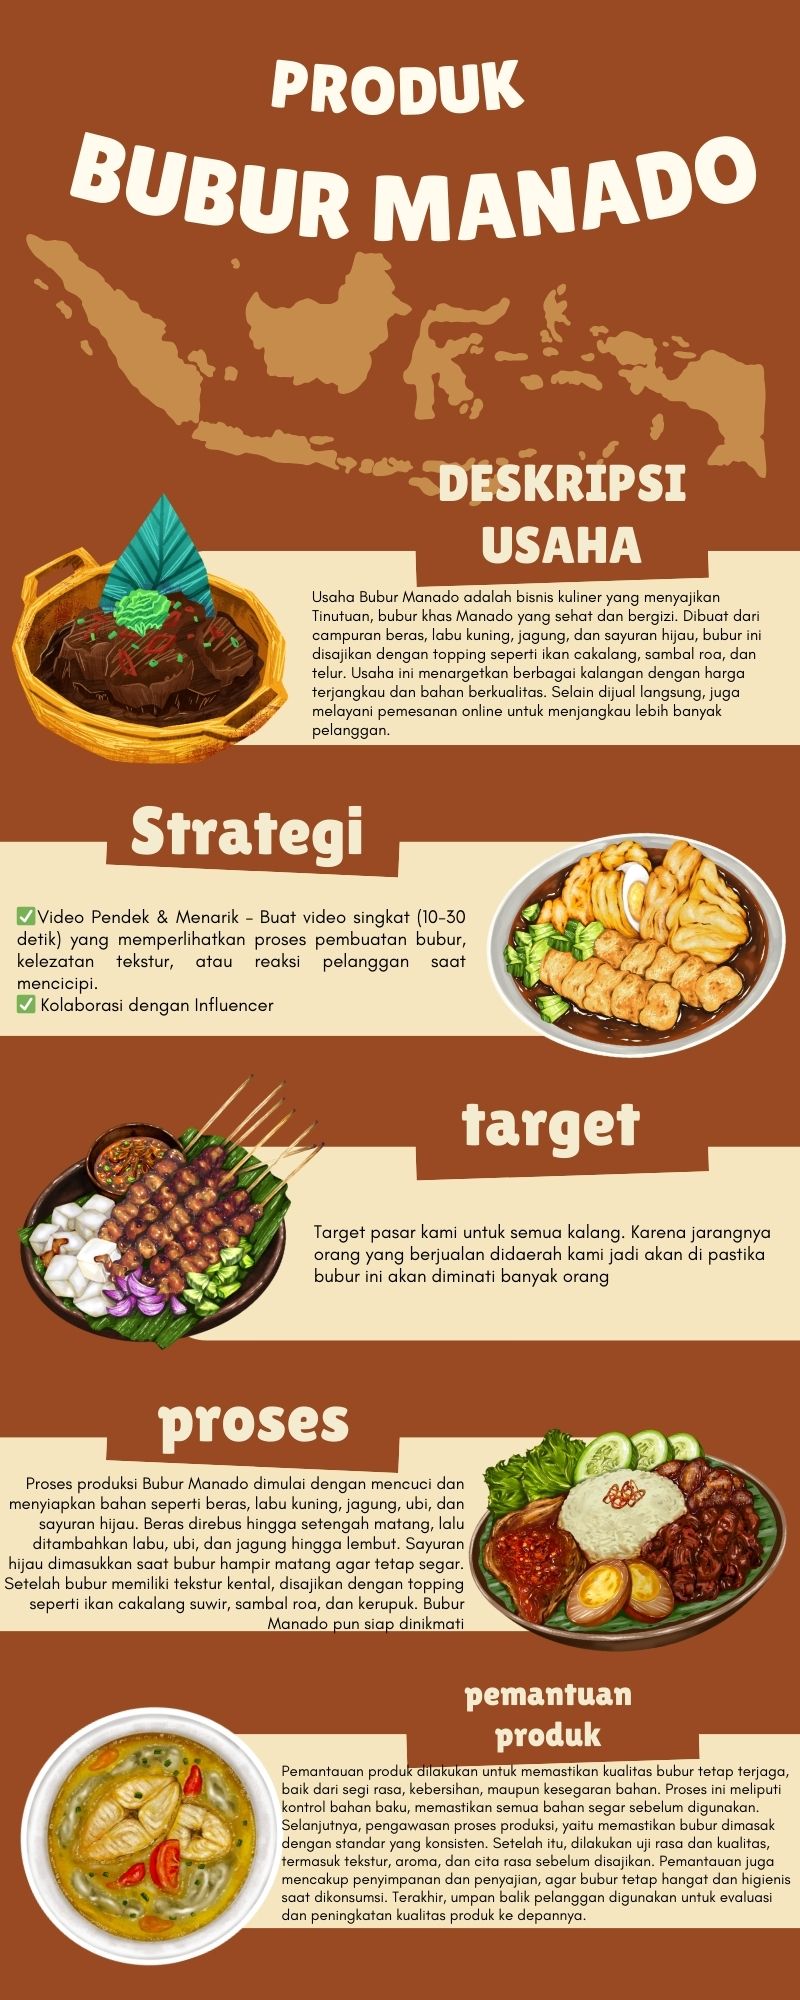 PRODUK
BUBUR MANADO
DESKRIPSI
USAHA
Usaha Bubur Manado adalah bisnis kuliner yang menyajikan
Tinutuan, bubur khas Manado yang sehat dan bergizi. Dibuat dari
campuran beras, labu kuning, jagung, dan sayuran hijau, bubur ini
disajikan dengan topping seperti ikan cakalang, sambal roa, dan
telur. Usaha ini menargetkan berbagai kalangan dengan harga
terjangkau dan bahan berkualitas. Selain dijual langsung, juga
melayani pemesanan online untuk menjangkau lebih banyak
pelanggan.
Strategi
✅Video Pendek & Menarik – Buat video singkat (10-30
detik) yang memperlihatkan proses pembuatan bubur,
kelezatan tekstur, atau reaksi pelanggan saat
mencicipi.
✅ Kolaborasi dengan Influencer
target
Target pasar kami untuk semua kalang. Karena jarangnya
orang yang berjualan didaerah kami jadi akan di pastika
bubur ini akan diminati banyak orang
proses
Proses produksi Bubur Manado dimulai dengan mencuci dan
menyiapkan bahan seperti beras, labu kuning, jagung, ubi, dan
sayuran hijau. Beras direbus hingga setengah matang, lalu
ditambahkan labu, ubi, dan jagung hingga lembut. Sayuran
hijau dimasukkan saat bubur hampir matang agar tetap segar.
Setelah bubur memiliki tekstur kental, disajikan dengan topping
seperti ikan cakalang suwir, sambal roa, dan kerupuk. Bubur
Manado pun siap dinikmati
pemantuan
produk
Pemantauan produk dilakukan untuk memastikan kualitas bubur tetap terjaga,
baik dari segi rasa, kebersihan, maupun kesegaran bahan. Proses ini meliputi
kontrol bahan baku, memastikan semua bahan segar sebelum digunakan.
Selanjutnya, pengawasan proses produksi, yaitu memastikan bubur dimasak
dengan standar yang konsisten. Setelah itu, dilakukan uji rasa dan kualitas,
termasuk tekstur, aroma, dan cita rasa sebelum disajikan. Pemantauan juga
mencakup penyimpanan dan penyajian, agar bubur tetap hangat dan higienis
saat dikonsumsi. Terakhir, umpan balik pelanggan digunakan untuk evaluasi
dan peningkatan kualitas produk ke depannya.